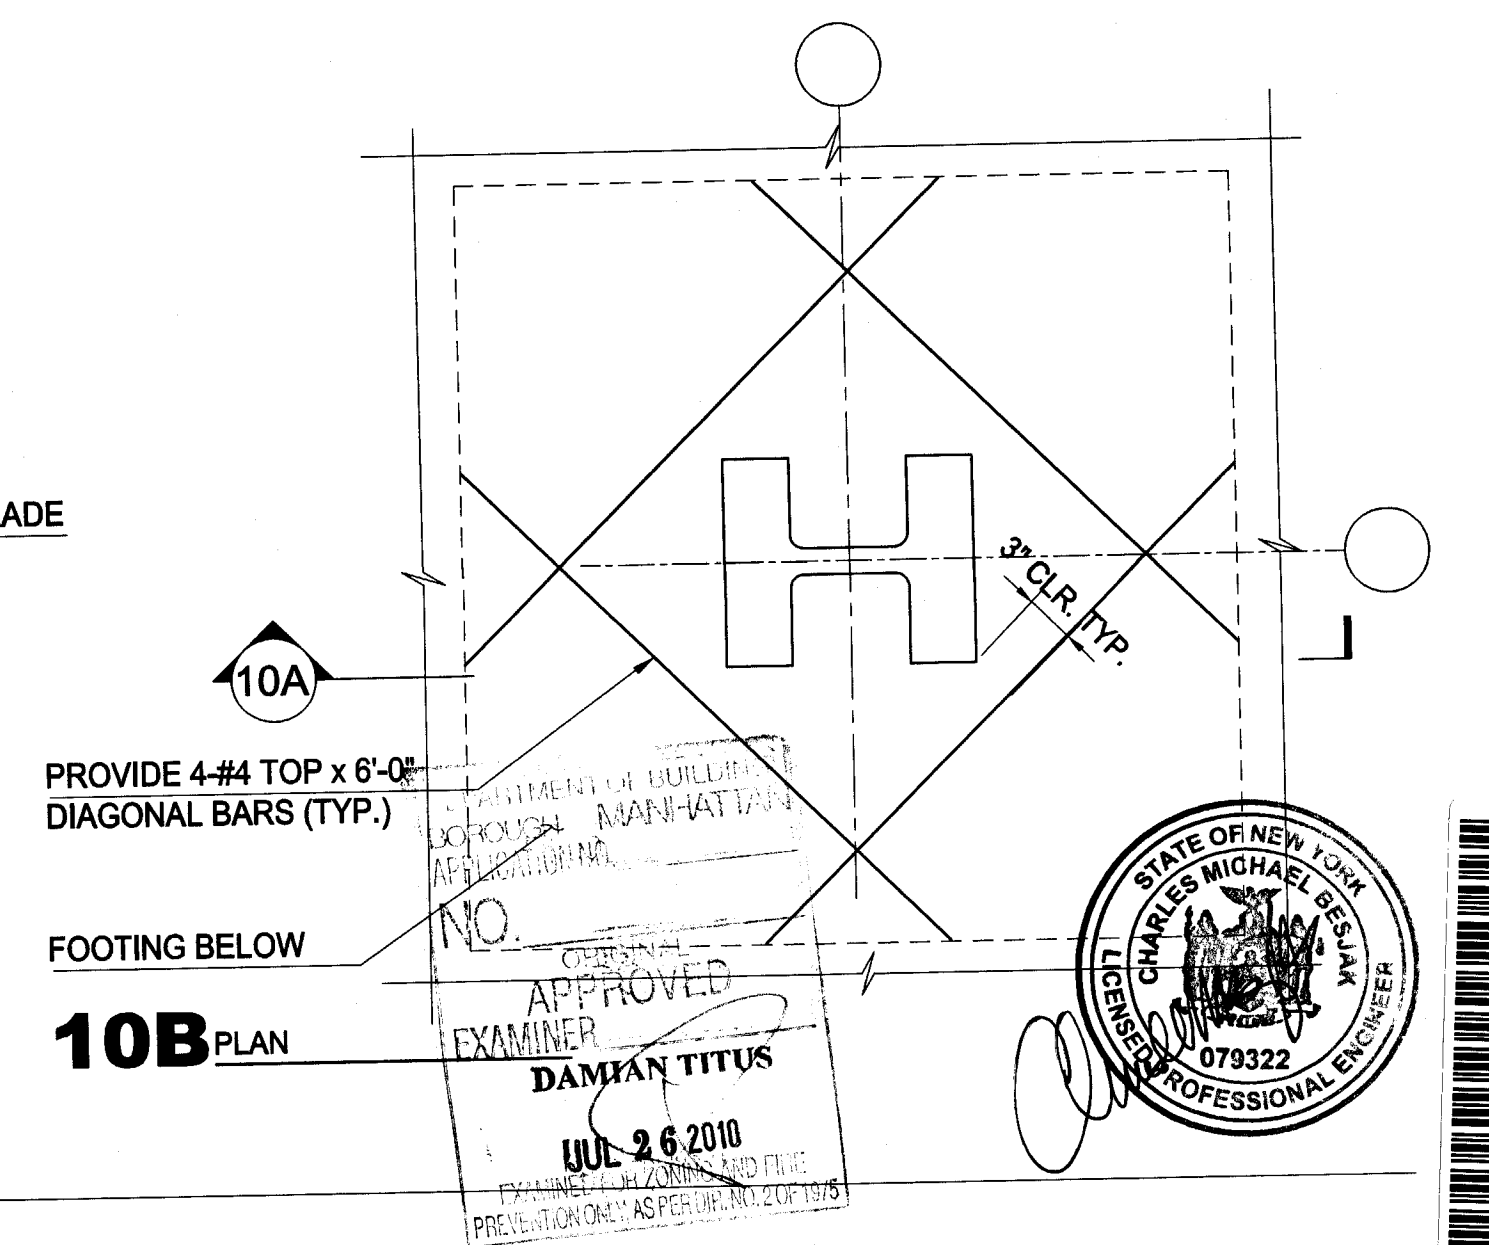 ADE
3" CLR. TYP.
10A
PROVIDE 4-#4 TOP x 6'-0"
DIAGONAL BARS (TYP.)
FOOTING BELOW
10B PLAN
DEPARTMENT OF BUILDINGS
BOROUGH MANHATTAN
APPLICATION NO.
NO.
ORIGINAL
APPROVED
EXAMINER
DAMIAN TITUS
JUL 26 2010
EXAMINED FOR ZONING AND FIRE
PREVENTION ONLY, AS PER DIR. NO. 2 OF 1975
STATE OF NEW YORK
CHARLES MICHAEL BESJAK
079322
LICENSED PROFESSIONAL ENGINEER